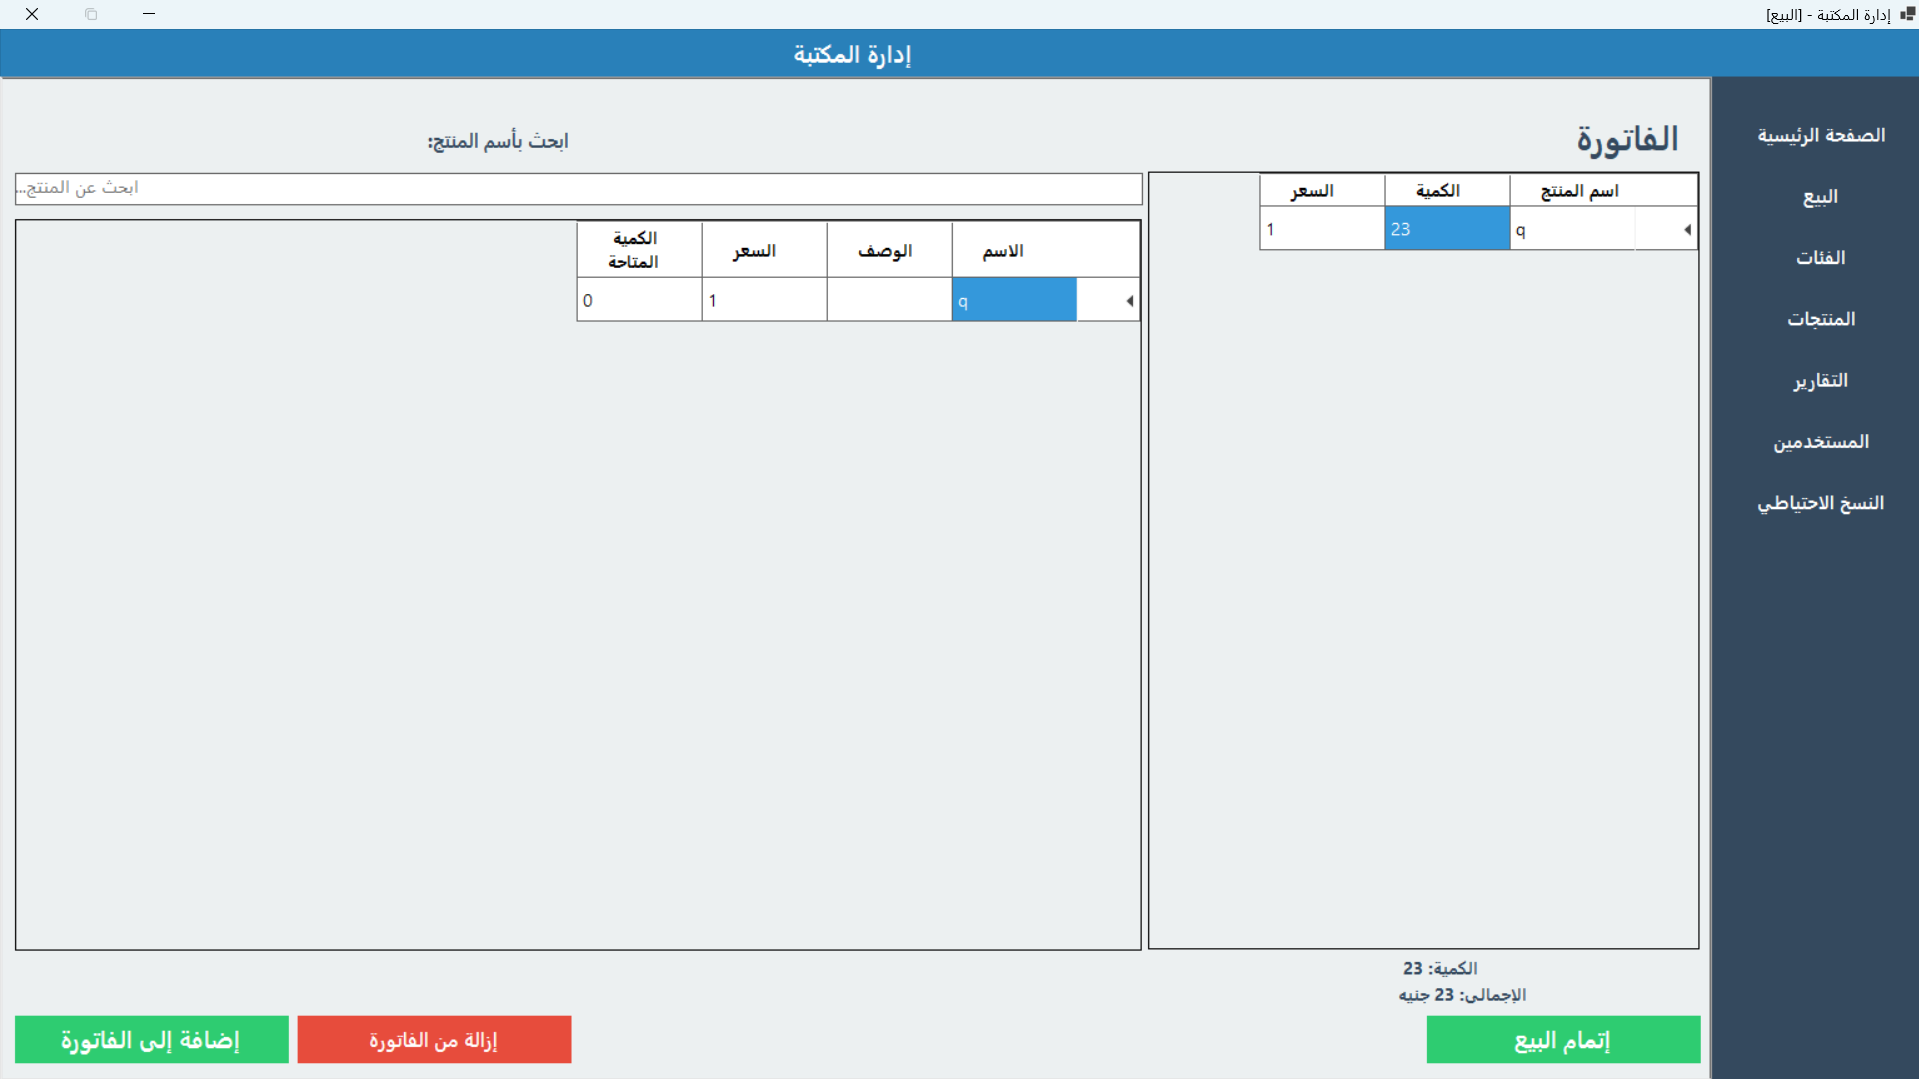 إدارة المكتبة - [البيع]
إدارة المكتبة
الصفحة الرئيسية
البيع
الفئات
المنتجات
التقارير
المستخدمين
النسخ الاحتياطي
الفاتورة
اسم المنتج الكمية السعر
q 23 1
الكمية: 23
الإجمالى: 23 جنيه
إتمام البيع
ابحث بأسم المنتج:
ابحث عن المنتج...
الاسم الوصف السعر الكمية المتاحة
q 1 0
إزالة من الفاتورة
إضافة إلى الفاتورة